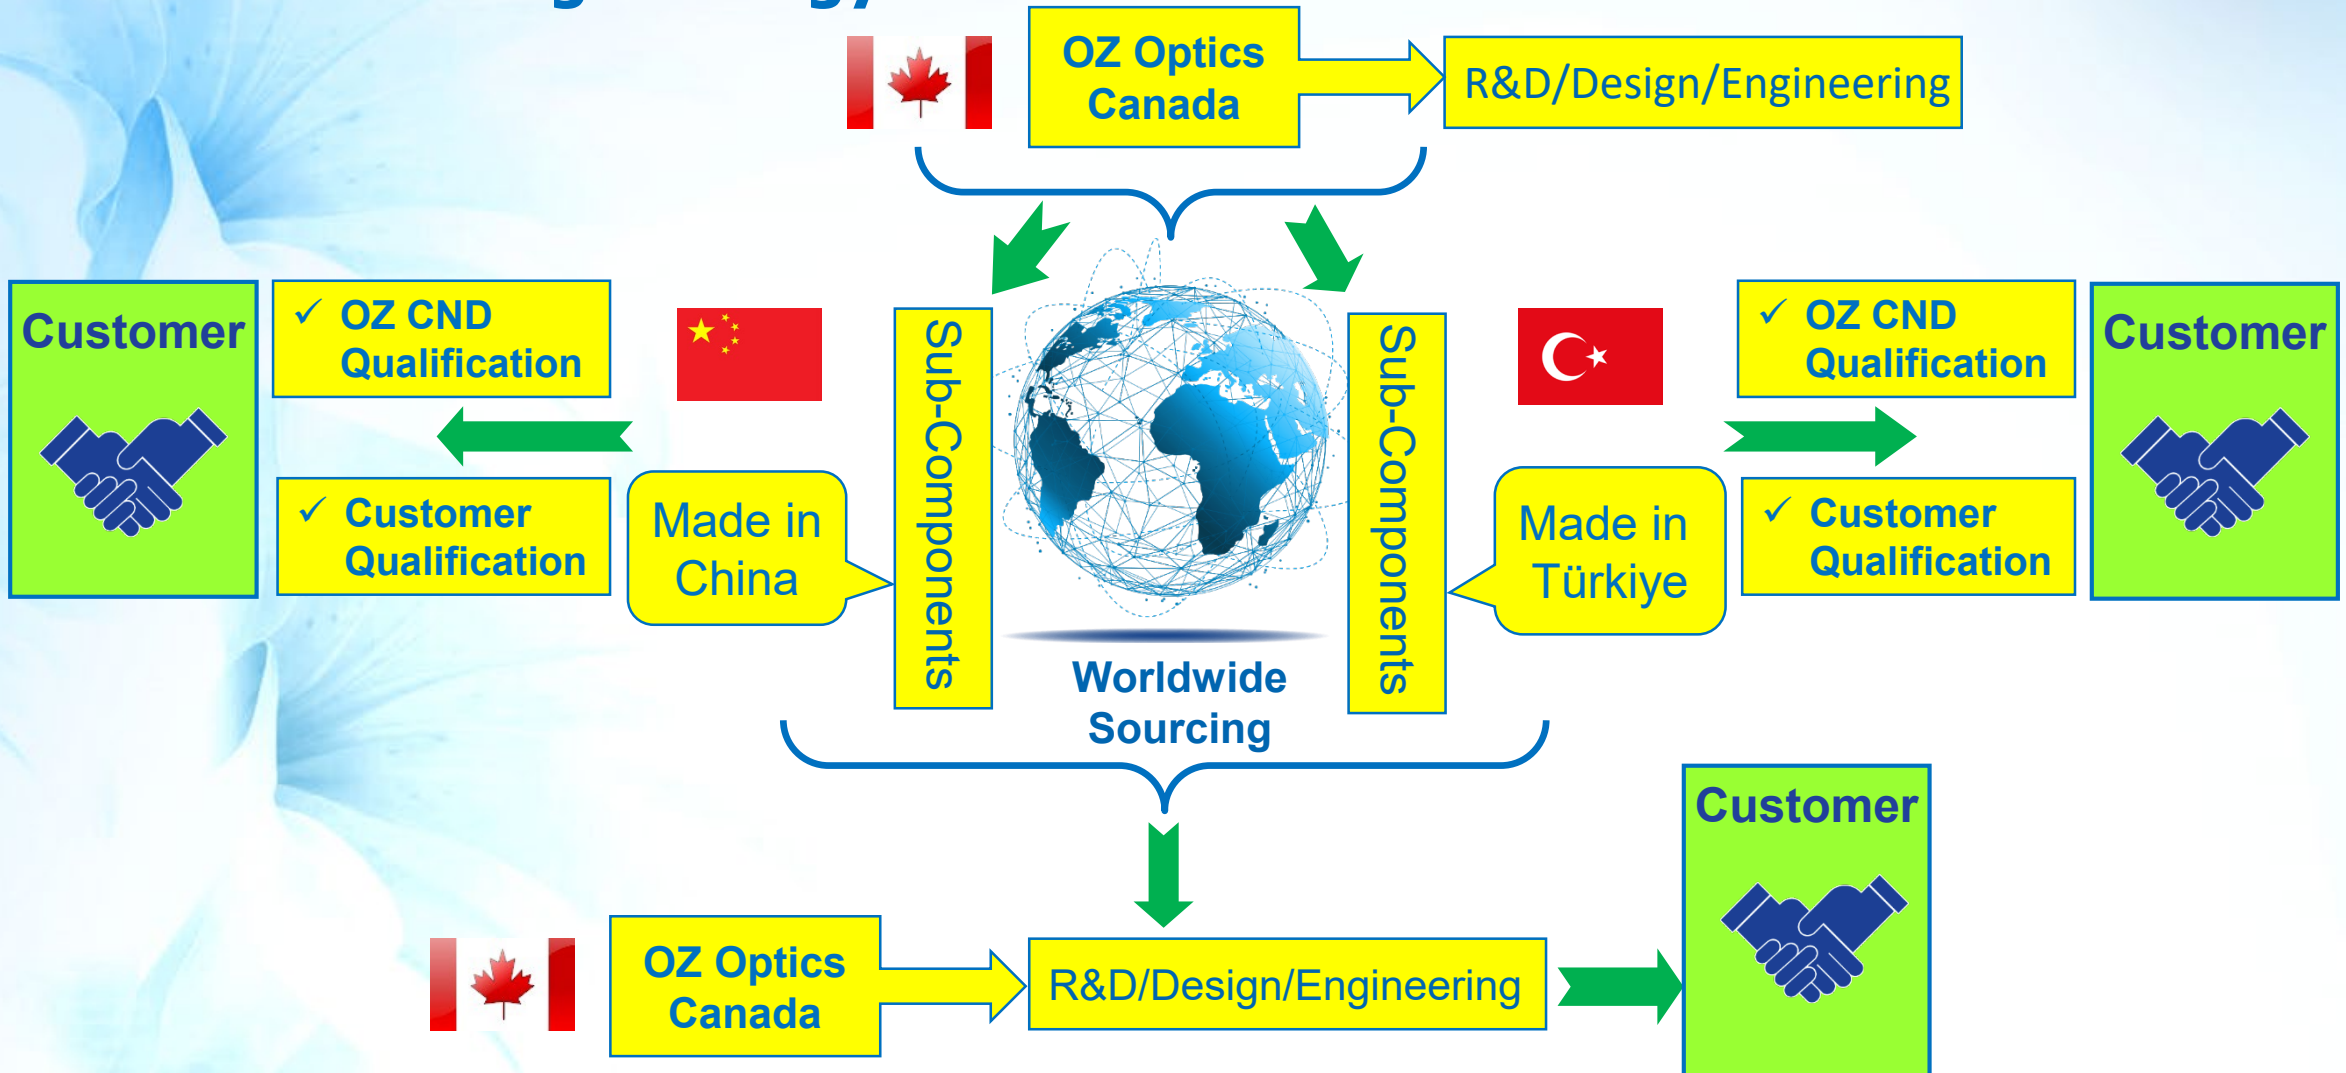 OZ Optics
Canada
R&D/Design/Engineering
Customer
✓ OZ CND
Qualification
✓ Customer
Qualification
Made in
China
Sub-Components
Worldwide
Sourcing
Sub-Components
Made in
Türkiye
✓ OZ CND
Qualification
✓ Customer
Qualification
Customer
OZ Optics
Canada
R&D/Design/Engineering
Customer